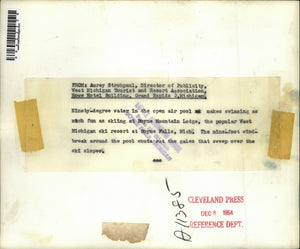 FROM: Aurey Strohpaul, Director of Publicity,
West Michigan Tourist and Resort Association,
Rowe Hotel Building, Grand Rapids 2, Michigan.
Ninety-degree water in the open air pool makes swimming as
much fun as skiing at Boyne Mountain Lodge, the popular West
Michigan ski resort at Boyne Falls, Mich. The nine-foot wind-
break around the pool shuts out the gales that sweep over the
ski slopes.
A11385
CLEVELAND PRESS
DEC 8 1954
REFERENCE DEPT.